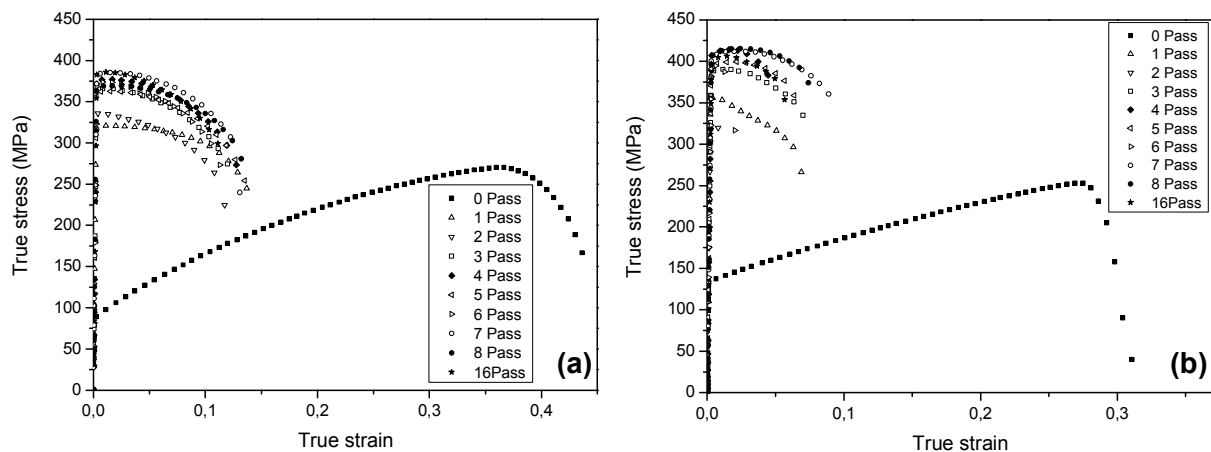 450
400
350
300
250
200
150
100
50
0
True stress (MPa)
0,0
0,1
0,2
0,3
0,4
True strain
0 Pass
1 Pass
2 Pass
3 Pass
4 Pass
5 Pass
6 Pass
7 Pass
8 Pass
16Pass
(a)
450
400
350
300
250
200
150
100
50
0
True stress (MPa)
0,0
0,1
0,2
0,3
True strain
0 Pass
1 Pass
2 Pass
3 Pass
4 Pass
5 Pass
6 Pass
7 Pass
8 Pass
16Pass
(b)